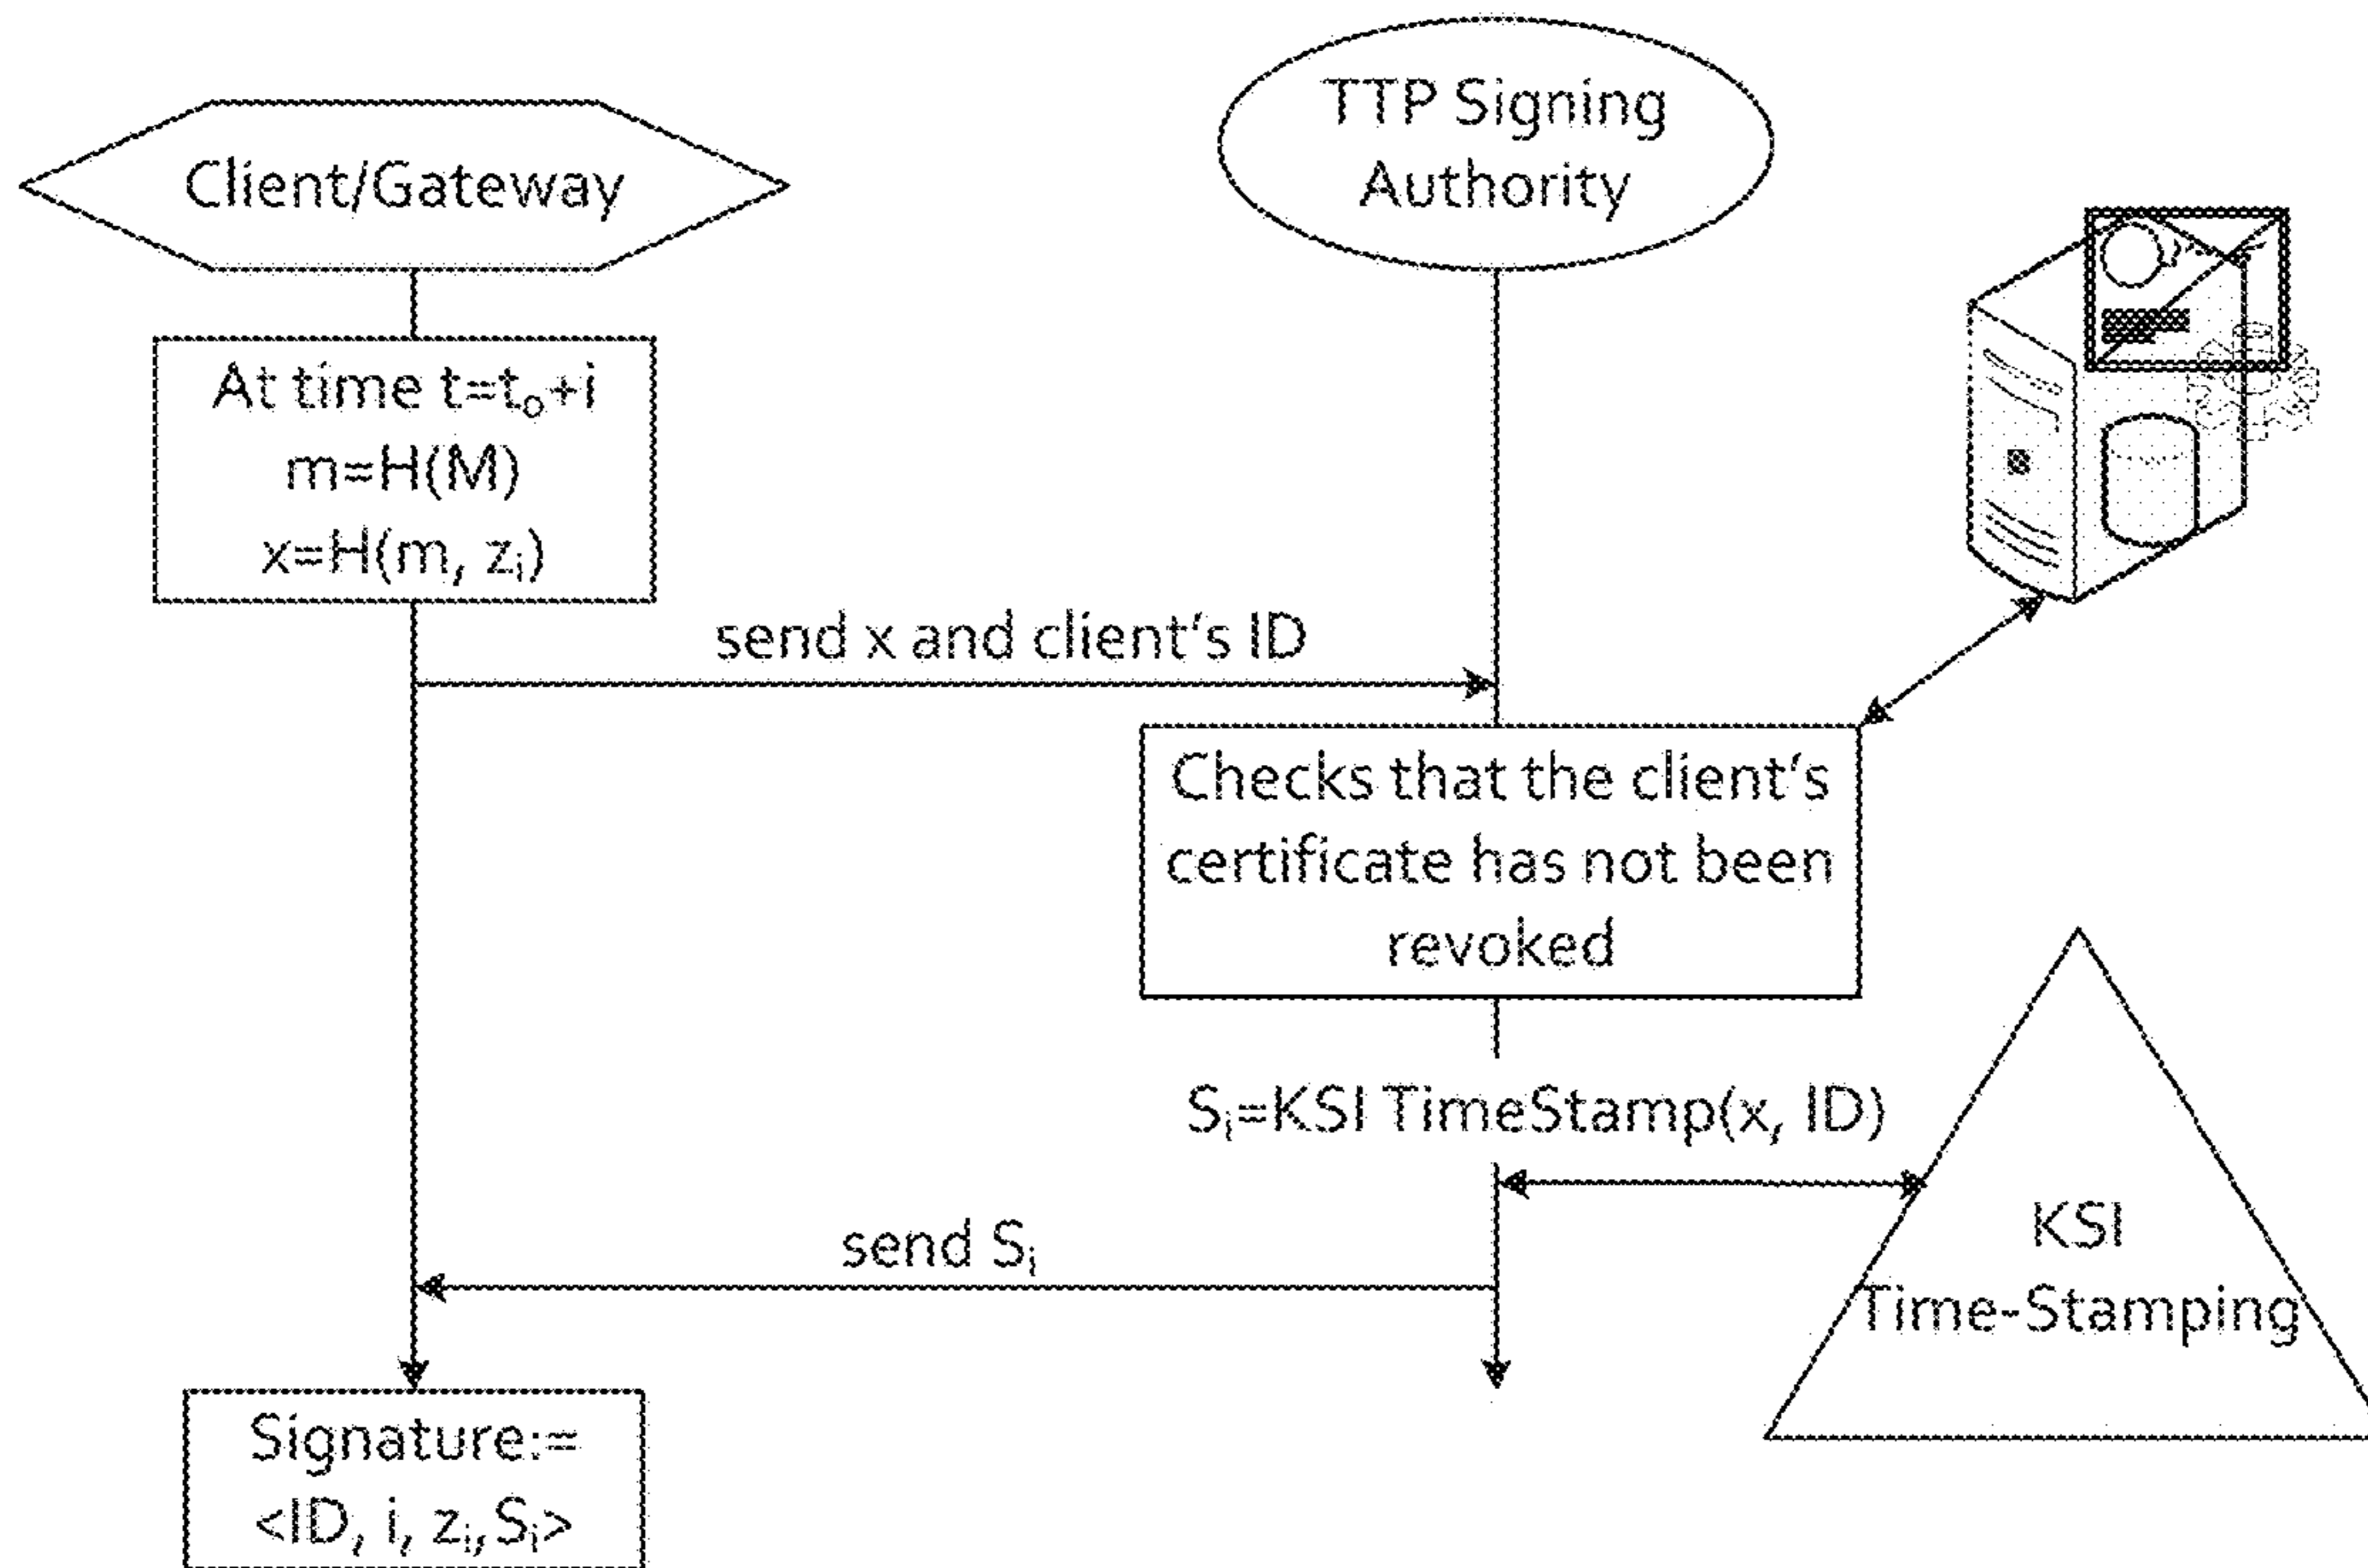 Client/Gateway
TTP Signing
Authority
At time t=tₒ+i
m=H(M)
x=H(m, zᵢ)
send x and client‘s ID
Checks that the client‘s
certificate has not been
revoked
Sᵢ=KSI TimeStamp(x, ID)
KSI
Time-Stamping
send Sᵢ
Signature:=
<ID, i, zᵢ,Sᵢ>